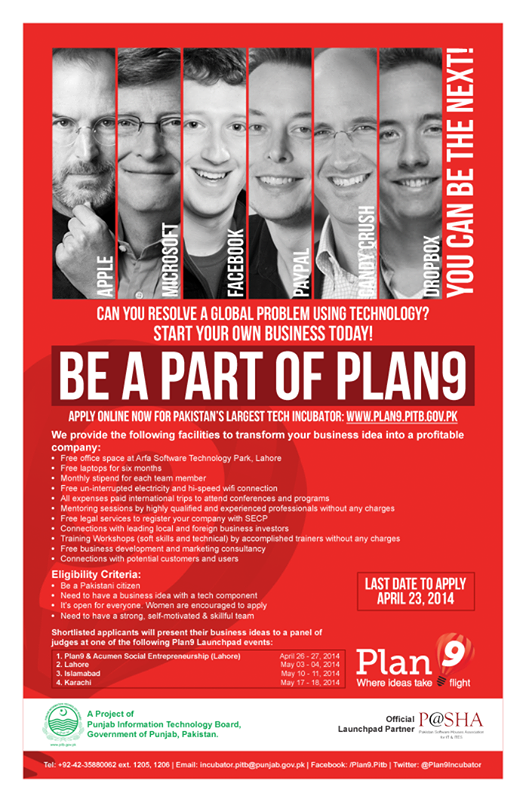 APPLE
MICROSOFT
FACEBOOK
PAYPAL
CANDY CRUSH
DROPBOX
YOU CAN BE THE NEXT!
CAN YOU RESOLVE A GLOBAL PROBLEM USING TECHNOLOGY?
START YOUR OWN BUSINESS TODAY!
BE A PART OF PLAN9
APPLY ONLINE NOW FOR PAKISTAN'S LARGEST TECH INCUBATOR: WWW.PLAN9.PITB.GOV.PK
We provide the following facilities to transform your business idea into a profitable
company:
• Free office space at Arfa Software Technology Park, Lahore
• Free laptops for six months
• Monthly stipend for each team member
• Free un-interrupted electricity and hi-speed wifi connection
• All expenses paid international trips to attend conferences and programs
• Mentoring sessions by highly qualified and experienced professionals without any charges
• Free legal services to register your company with SECP
• Connections with leading local and foreign business investors
• Training Workshops (soft skills and technical) by accomplished trainers without any charges
• Free business development and marketing consultancy
• Connections with potential customers and users
Eligibility Criteria:
• Be a Pakistani citizen
• Need to have a business idea with a tech component
• It's open for everyone. Women are encouraged to apply
• Need to have a strong, self-motivated & skillful team
LAST DATE TO APPLY
APRIL 23, 2014
Shortlisted applicants will present their business ideas to a panel of
judges at one of the following Plan9 Launchpad events:
1. Plan9 & Acumen Social Entrepreneurship (Lahore) April 26 - 27, 2014
2. Lahore May 03 - 04, 2014
3. Islamabad May 10 - 11, 2014
4. Karachi May 17 - 18, 2014
Plan 9
Where ideas take flight
www.pitb.gov.pk
A Project of
Punjab Information Technology Board,
Government of Punjab, Pakistan.
Official
Launchpad Partner
P@SHA
Pakistan Software Houses Association
for IT & ITES
Tel: +92-42-35880062 ext. 1205, 1206 | Email: incubator.pitb@punjab.gov.pk | Facebook: /Plan9.Pitb | Twitter: @Plan9Incubator